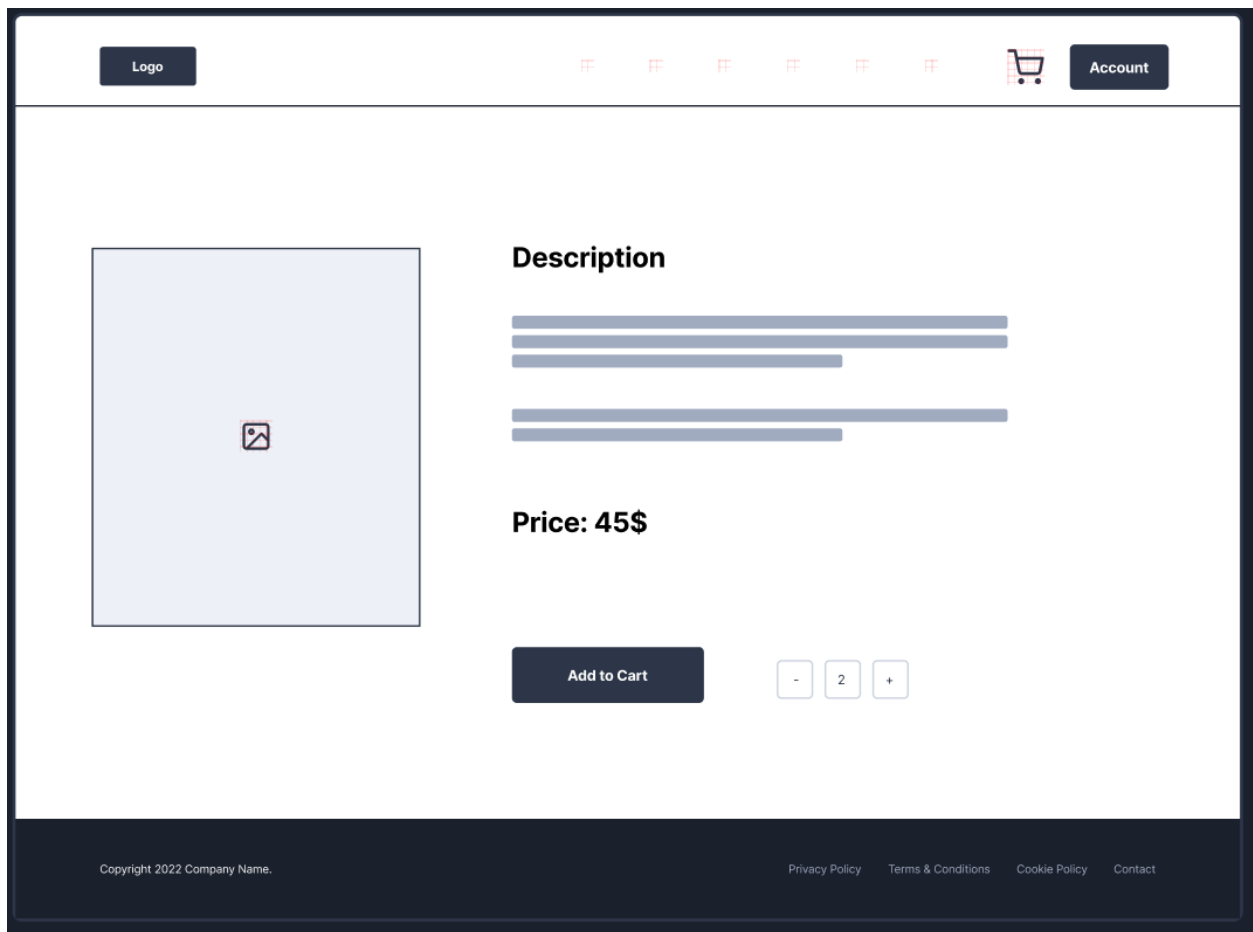 Logo
Account
Description
Price: 45$
Add to Cart
-
2
+
Copyright 2022 Company Name.
Privacy Policy
Terms & Conditions
Cookie Policy
Contact